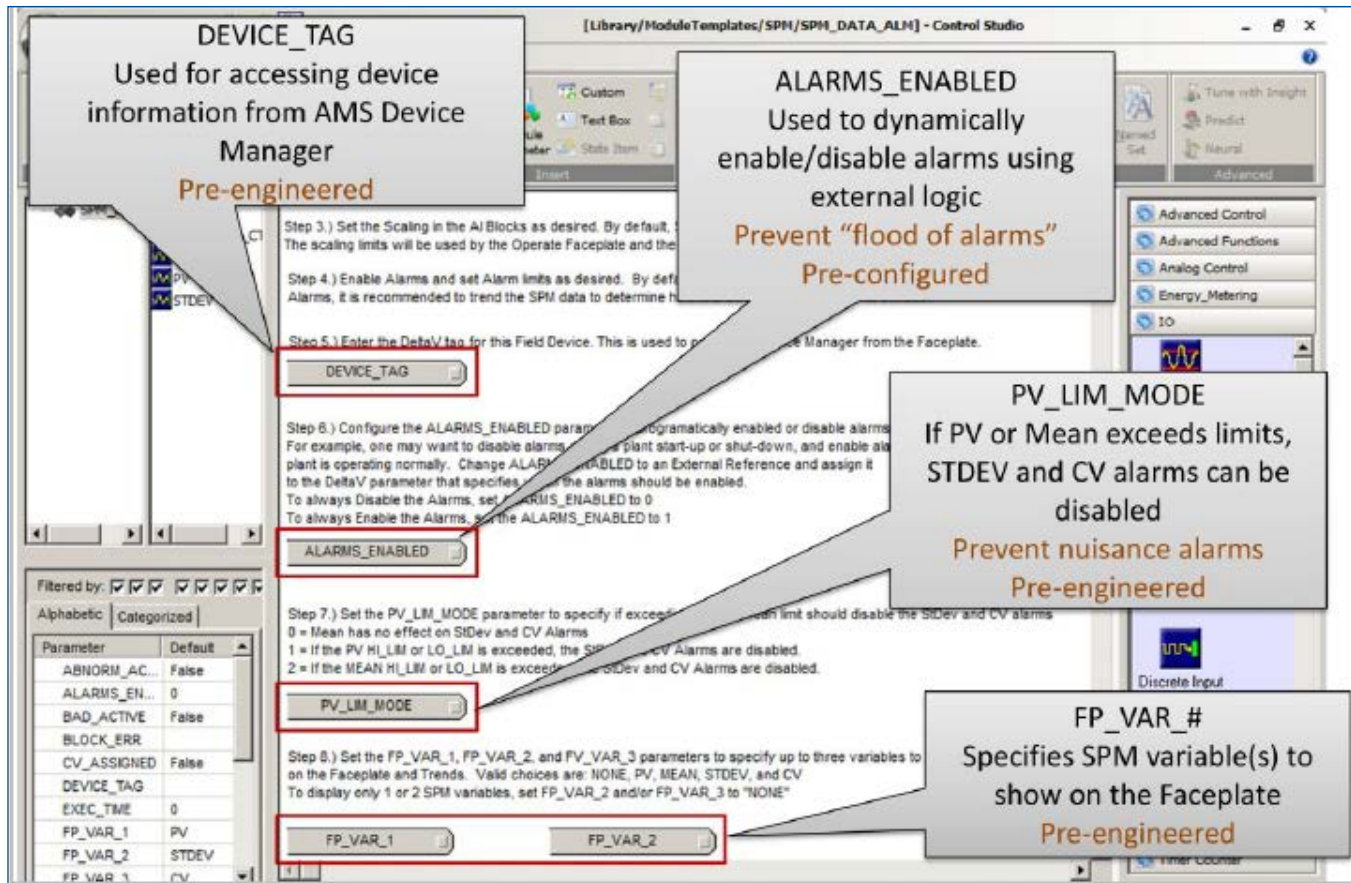 [Library/ModuleTemplates/SPM/SPM_DATA_ALM] - Control Studio
DEVICE_TAG
Used for accessing device
information from AMS Device
Manager
Pre-engineered
ALARMS_ENABLED
Used to dynamically
enable/disable alarms using
external logic
Prevent “flood of alarms”
Pre-configured
Custom
Text Box
State Item
Insert
Named
Set
Tune with Insight
Predict
Neural
Advanced
STDEV
Step 3.) Set the Scaling in the AI Blocks as desired. By default,
The scaling limits will be used by the Operate Faceplate and the
Step 4.) Enable Alarms and set Alarm limits as desired. By
Alarms, it is recommended to trend the SPM data to determine
Step 5.) Enter the DeltaV tag for this Field Device. This is used to Manager from the Faceplate.
DEVICE_TAG
Step 6.) Configure the ALARMS_ENABLED enabled or disable alarms
For example, one may want to disable alarms plant start-up or shut-down, and enable
plant is operating normally. Change to an External Reference and assign it
to the DeltaV parameter that specifies the alarms should be enabled.
To always Disable the Alarms, set to 0
To always Enable the Alarms, the ALARMS_ENABLED to 1
ALARMS_ENABLED
Step 7.) Set the PV_LIM_MODE parameter to specify if limt should disable the StDev and CV alarms
0 = Mean has no effect on StDev and CV Alarms
1 = If the PV HI_LIM or LO_LIM is exceeded, the Alarms are disabled.
2 = If the MEAN HI_LIM or LO_LIM is StDev and CV Alarms are disabled.
PV_LIM_MODE
Step 8.) Set the FP_VAR_1, FP_VAR_2, and FV_VAR_3 parameters to specify up to three variables to
on the Faceplate and Trends. Valid choices are: NONE, PV, MEAN, STDEV, and CV
To display only 1 or 2 SPM variables, set FP_VAR_2 and/or FP_VAR_3 to "NONE"
FP_VAR_1
FP_VAR_2
Filtered by:
Alphabetic
Categorized
Parameter Default
ABNORM_AC... False
ALARMS_EN... 0
BAD_ACTIVE False
BLOCK_ERR
CV_ASSIGNED False
DEVICE_TAG
EXEC_TIME 0
FP_VAR_1 PV
FP_VAR_2 STDEV
FP_VAR_3 CV
Advanced Control
Advanced Functions
Analog Control
Energy_Metering
IO
PV_LIM_MODE
If PV or Mean exceeds limits,
STDEV and CV alarms can be
disabled
Prevent nuisance alarms
Pre-engineered
Discrete Input
FP_VAR_#
Specifies SPM variable(s) to
show on the Faceplate
Pre-engineered
Timer Counter